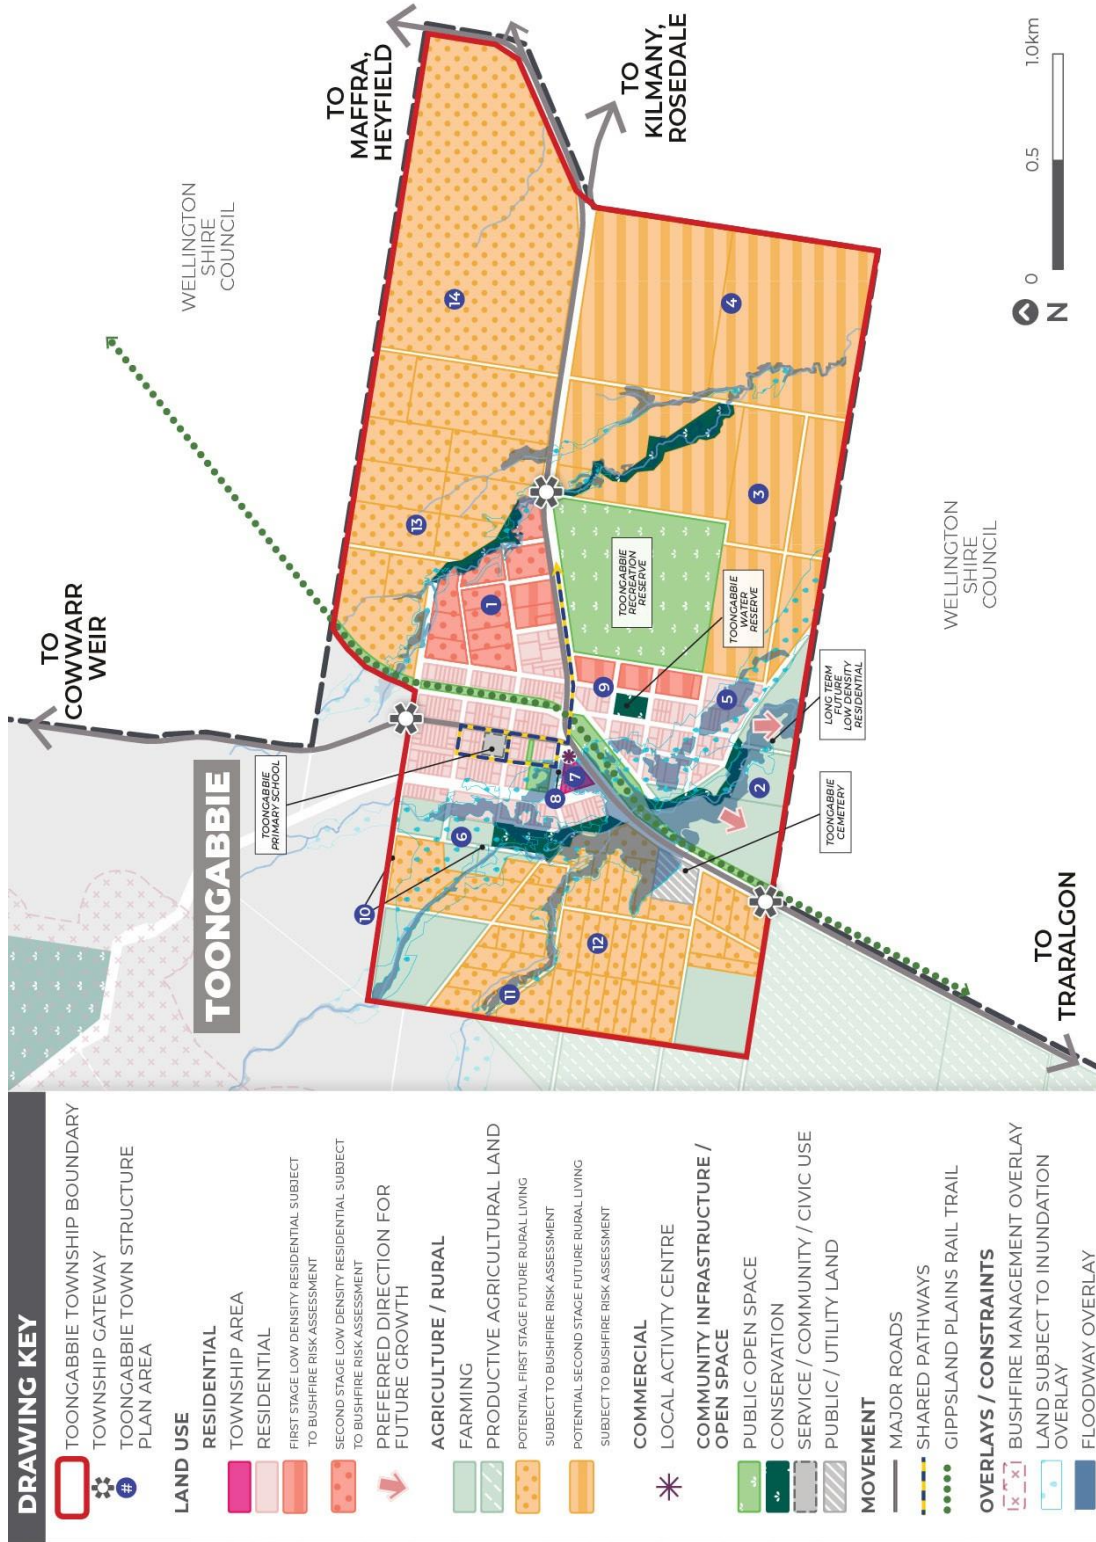 DRAWING KEY
TOONGABBIE TOWNSHIP BOUNDARY
TOWNSHIP GATEWAY
#
TOONGABBIE TOWN STRUCTURE
PLAN AREA
LAND USE
RESIDENTIAL
TOWNSHIP AREA
RESIDENTIAL
FIRST STAGE LOW DENSITY RESIDENTIAL SUBJECT
TO BUSHFIRE RISK ASSESSMENT
SECOND STAGE LOW DENSITY RESIDENTIAL SUBJECT
TO BUSHFIRE RISK ASSESSMENT
PREFERRED DIRECTION FOR
FUTURE GROWTH
AGRICULTURE / RURAL
FARMING
PRODUCTIVE AGRICULTURAL LAND
POTENTIAL FIRST STAGE FUTURE RURAL LIVING
SUBJECT TO BUSHFIRE RISK ASSESSMENT
POTENTIAL SECOND STAGE FUTURE RURAL LIVING
SUBJECT TO BUSHFIRE RISK ASSESSMENT
COMMERCIAL
LOCAL ACTIVITY CENTRE
COMMUNITY INFRASTRUCTURE /
OPEN SPACE
PUBLIC OPEN SPACE
CONSERVATION
SERVICE / COMMUNITY / CIVIC USE
PUBLIC / UTILITY LAND
MOVEMENT
MAJOR ROADS
SHARED PATHWAYS
GIPPSLAND PLAINS RAIL TRAIL
OVERLAYS / CONSTRAINTS
BUSHFIRE MANAGEMENT OVERLAY
LAND SUBJECT TO INUNDATION
OVERLAY
FLOODWAY OVERLAY
TOONGABBIE
TO
COWWARR
WEIR
WELLINGTON
SHIRE
COUNCIL
TO
MAFFRA,
HEYFIELD
TO
KILMANY,
ROSEDALE
TOONGABBIE
PRIMARY SCHOOL
10
6
8
7
1
13
14
11
12
9
5
2
3
4
TOONGABBIE
RECREATION
RESERVE
TOONGABBIE
WATER
RESERVE
TOONGABBIE
CEMETERY
LONG TERM
FUTURE
LOW DENSITY
RESIDENTIAL
TO
TRARALGON
WELLINGTON
SHIRE
COUNCIL
N
0
0.5
1.0km